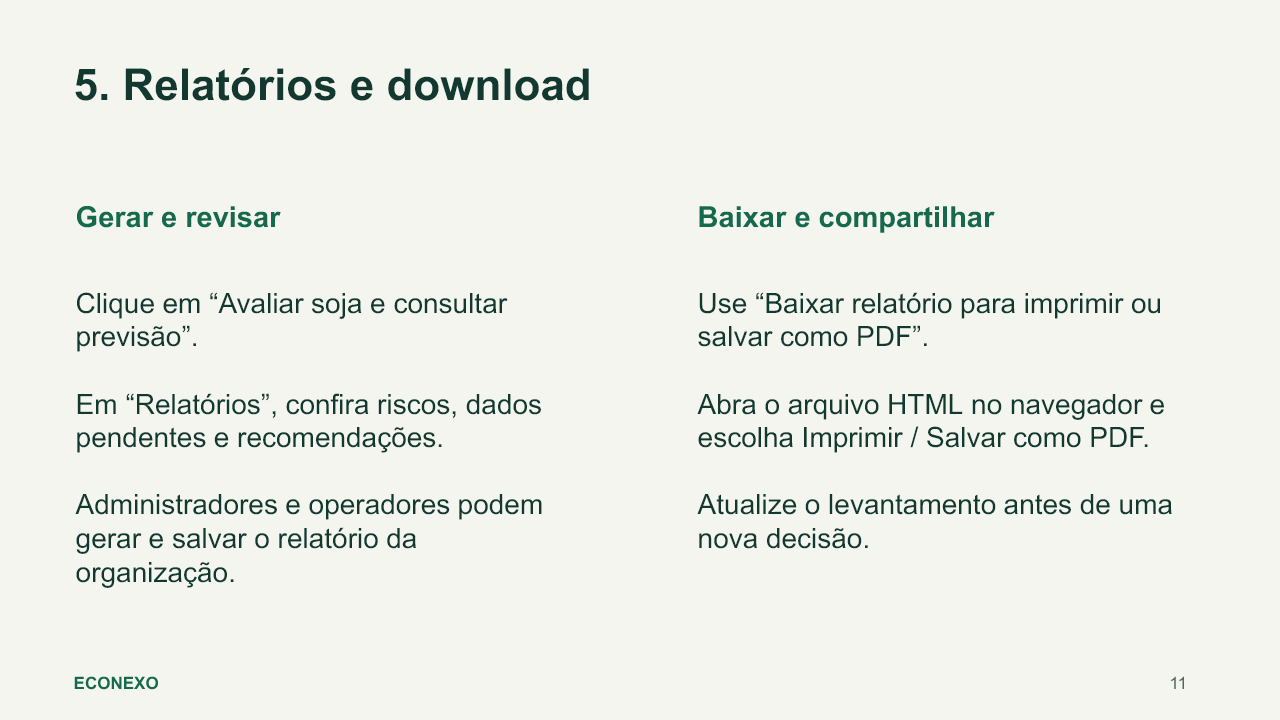 5. Relatórios e download
Gerar e revisar
Clique em “Avaliar soja e consultar
previsão”.
Em “Relatórios”, confira riscos, dados
pendentes e recomendações.
Administradores e operadores podem
gerar e salvar o relatório da
organização.
Baixar e compartilhar
Use “Baixar relatório para imprimir ou
salvar como PDF”.
Abra o arquivo HTML no navegador e
escolha Imprimir / Salvar como PDF.
Atualize o levantamento antes de uma
nova decisão.
ECONEXO
11